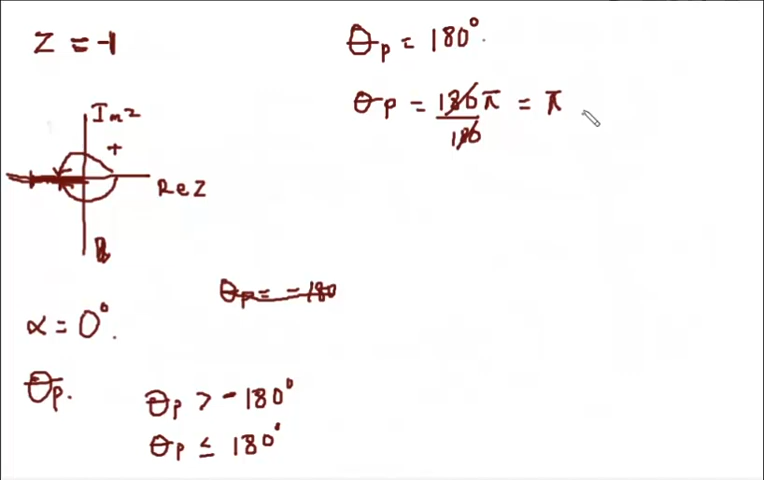 Z = -1
θp = 180°
θp = 180π/180 = π
Im Z
+
Re Z
θp = -180
α = 0°.
θp.
θp > -180°
θp ≤ 180°